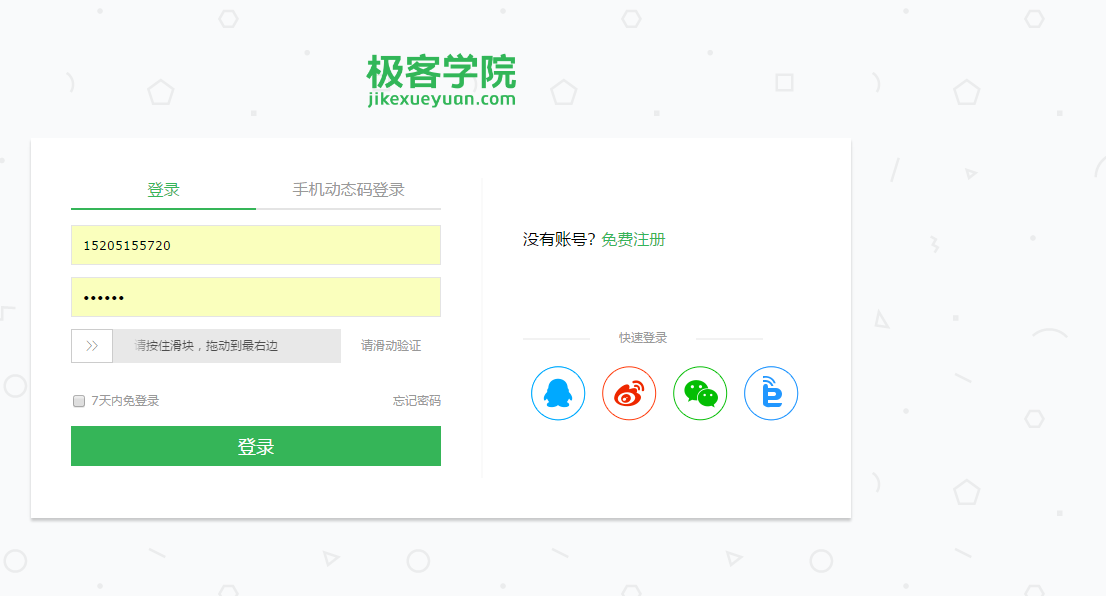 极客学院
jikexueyuan.com
登录 手机动态码登录
15205155720
••••••
请按住滑块，拖动到最右边 请滑动验证
7天内免登录 忘记密码
登录
没有账号？免费注册
快速登录